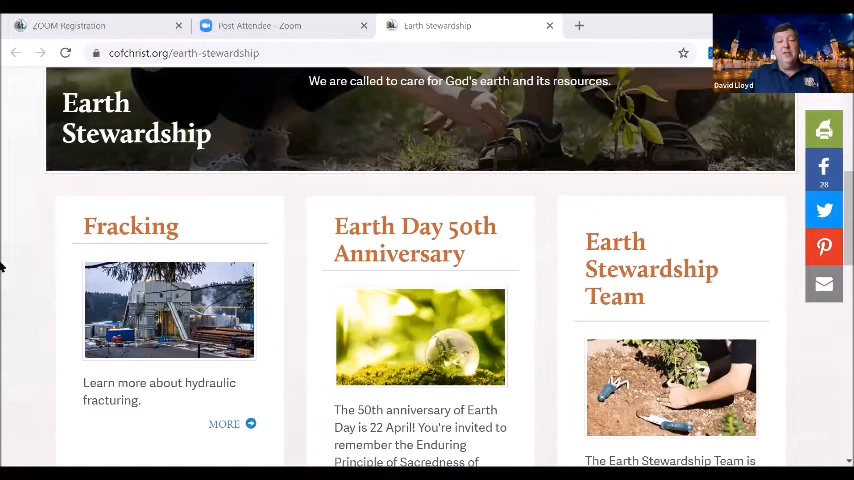 ZOOM Registration
Post Attendee - Zoom
Earth Stewardship
cofchrist.org/earth-stewardship
David Lloyd
We are called to care for God's earth and its resources.
Earth
Stewardship
28
Fracking
Learn more about hydraulic
fracturing.
MORE
Earth Day 50th
Anniversary
The 50th anniversary of Earth
Day is 22 April! You're invited to
remember the Enduring
Principle of Sacredness of
Earth
Stewardship
Team
The Earth Stewardship Team is